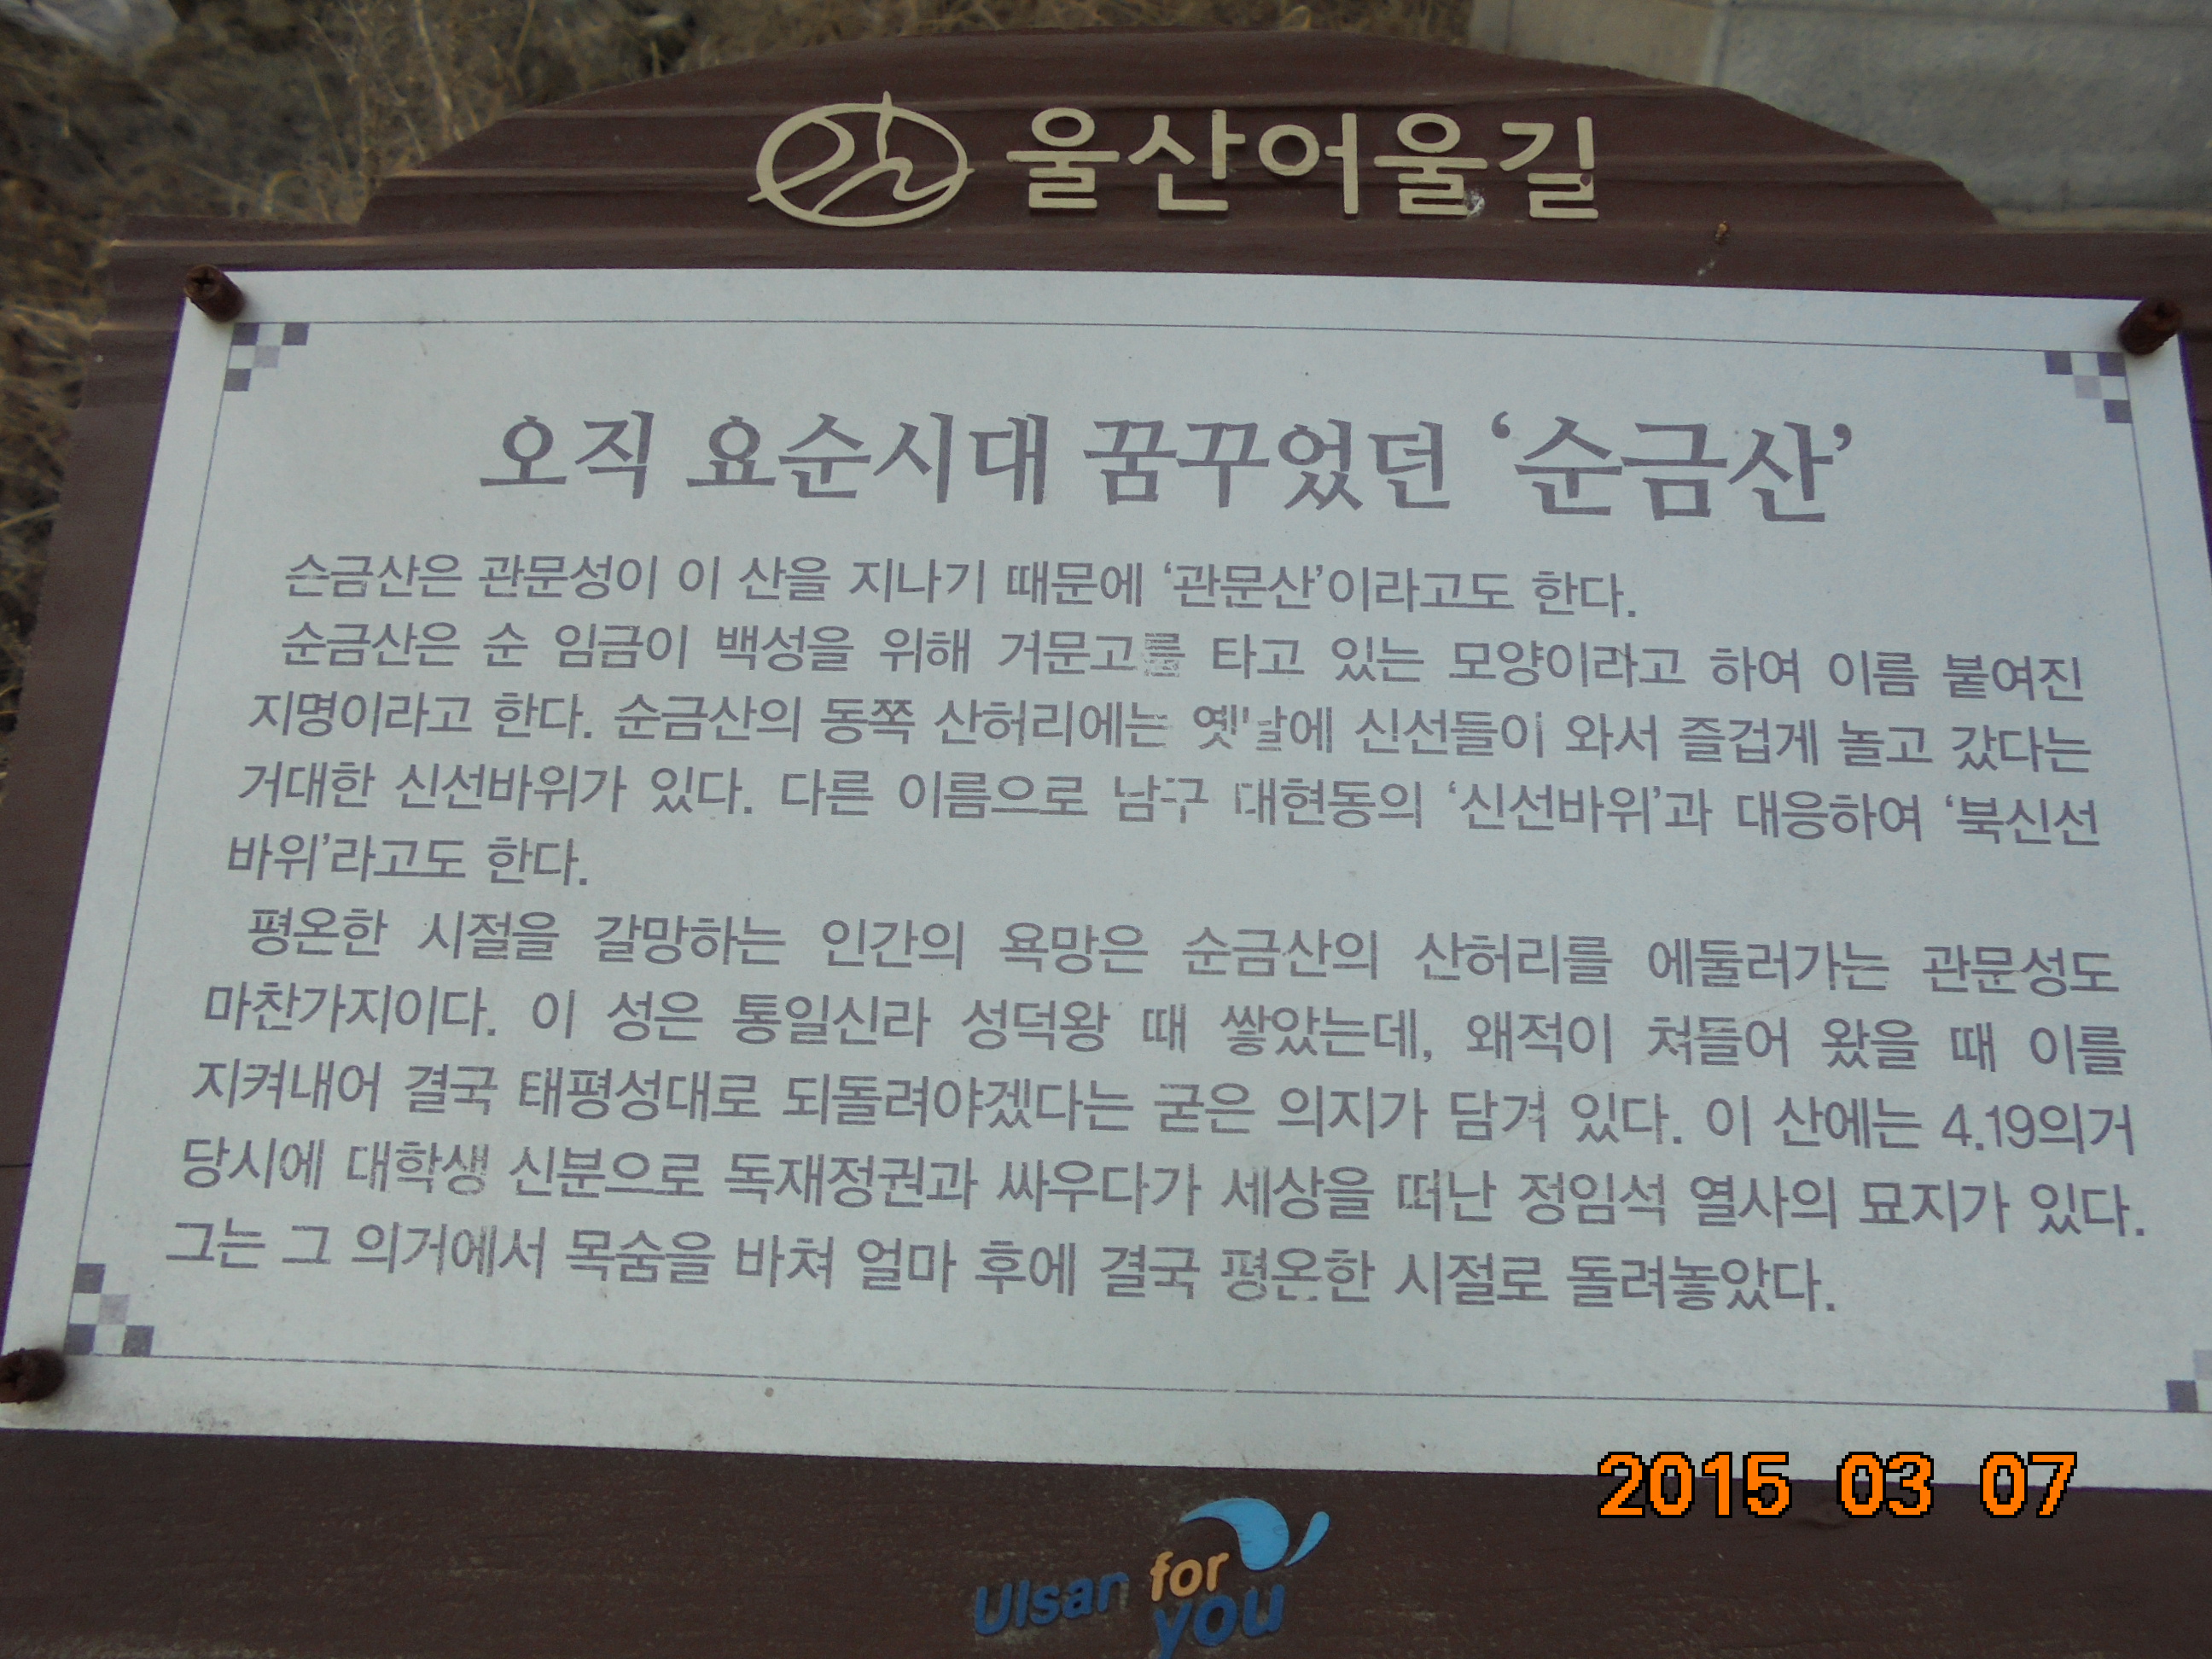 울산어울길
오직 요순시대 꿈꾸었던 ‘순금산’
순금산은 관문성이 이 산을 지나기 때문에 ‘관문산’이라고도 한다.
순금산은 순 임금이 백성을 위해 거문고를 타고 있는 모양이라고 하여 이름 붙여진
지명이라고 한다. 순금산의 동쪽 산허리에는 옛날에 신선들이 와서 즐겁게 놀고 갔다는
거대한 신선바위가 있다. 다른 이름으로 남구 대현동의 ‘신선바위’과 대응하여 ‘북신선
바위’라고도 한다.
평온한 시절을 갈망하는 인간의 욕망은 순금산의 산허리를 에둘러가는 관문성도
마찬가지이다. 이 성은 통일신라 성덕왕 때 쌓았는데, 왜적이 쳐들어 왔을 때 이를
지켜내어 결국 태평성대로 되돌려야겠다는 굳은 의지가 담겨 있다. 이 산에는 4.19의거
당시에 대학생 신분으로 독재정권과 싸우다가 세상을 떠난 정임석 열사의 묘지가 있다.
그는 그 의거에서 목숨을 바쳐 얼마 후에 결국 평온한 시절로 돌려놓았다.
2015 03 07
Ulsan for
you